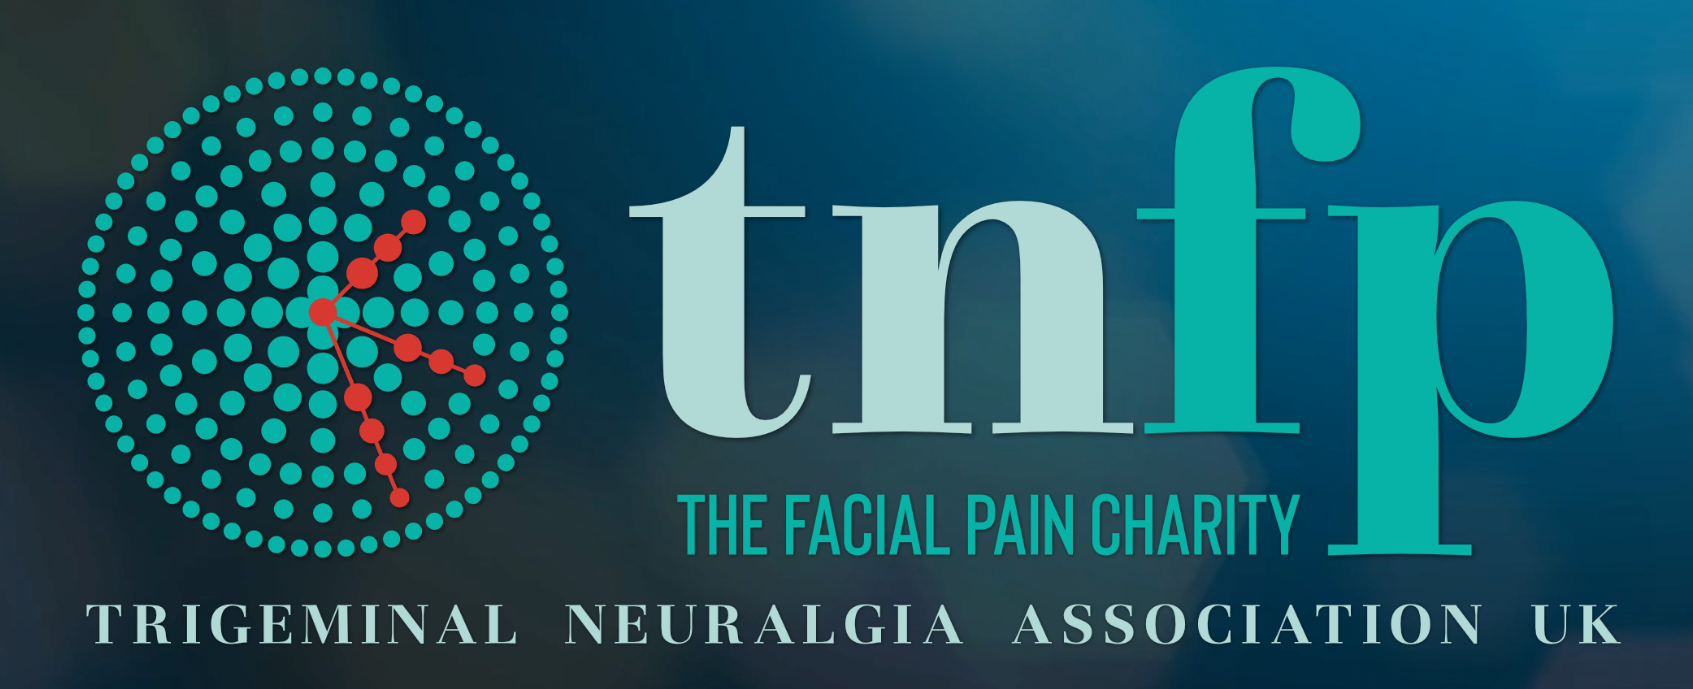 tnfp
THE FACIAL PAIN CHARITY
TRIGEMINAL NEURALGIA ASSOCIATION UK